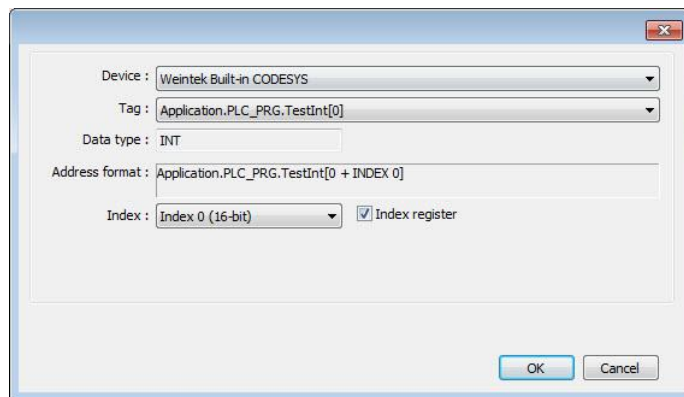 Device : Weintek Built-in CODESYS
Tag : Application.PLC_PRG.TestInt[0]
Data type : INT
Address format : Application.PLC_PRG.TestInt[0 + INDEX 0]
Index : Index 0 (16-bit) Index register
OK Cancel